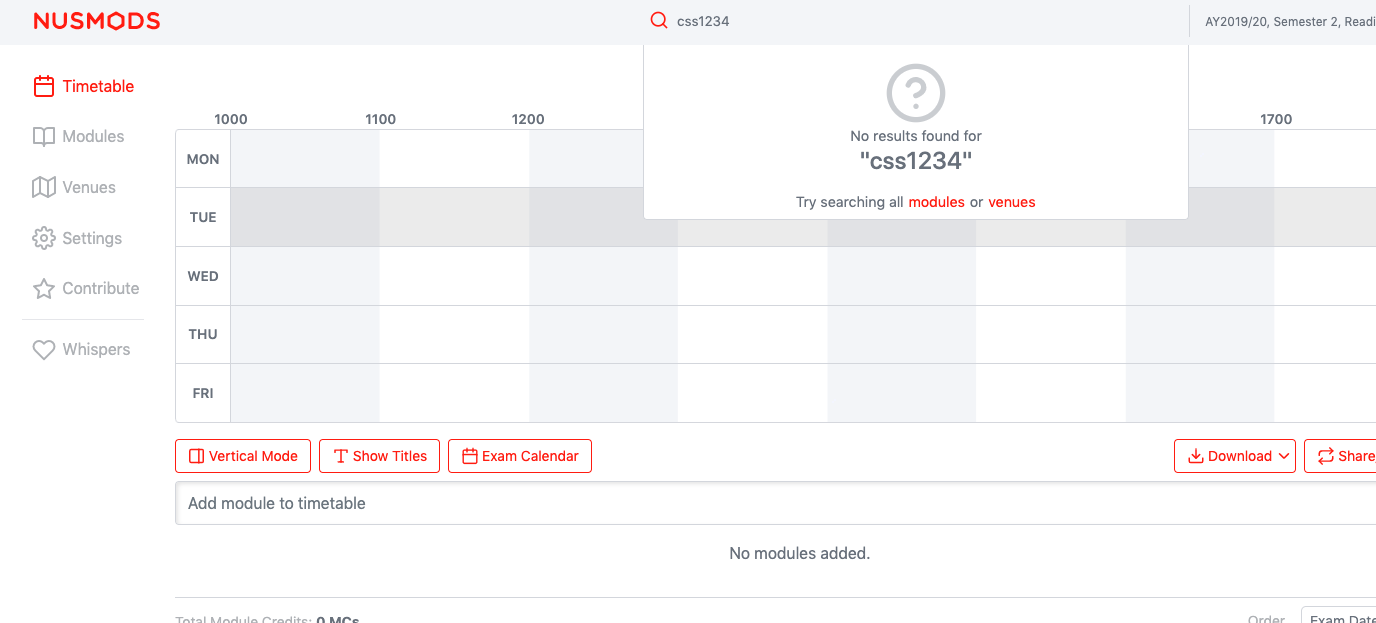 NUSMODS
css1234
AY2019/20, Semester 2,
No results found for
"css1234"
Try searching all modules or venues
Timetable
Modules
Venues
Settings
Contribute
Whispers
1000 1100 1200 1700
MON
TUE
WED
THU
FRI
Vertical Mode Show Titles Exam Calendar Download Share
Add module to timetable
No modules added.
Total Module Credits: 0 MCs Order Exam Date